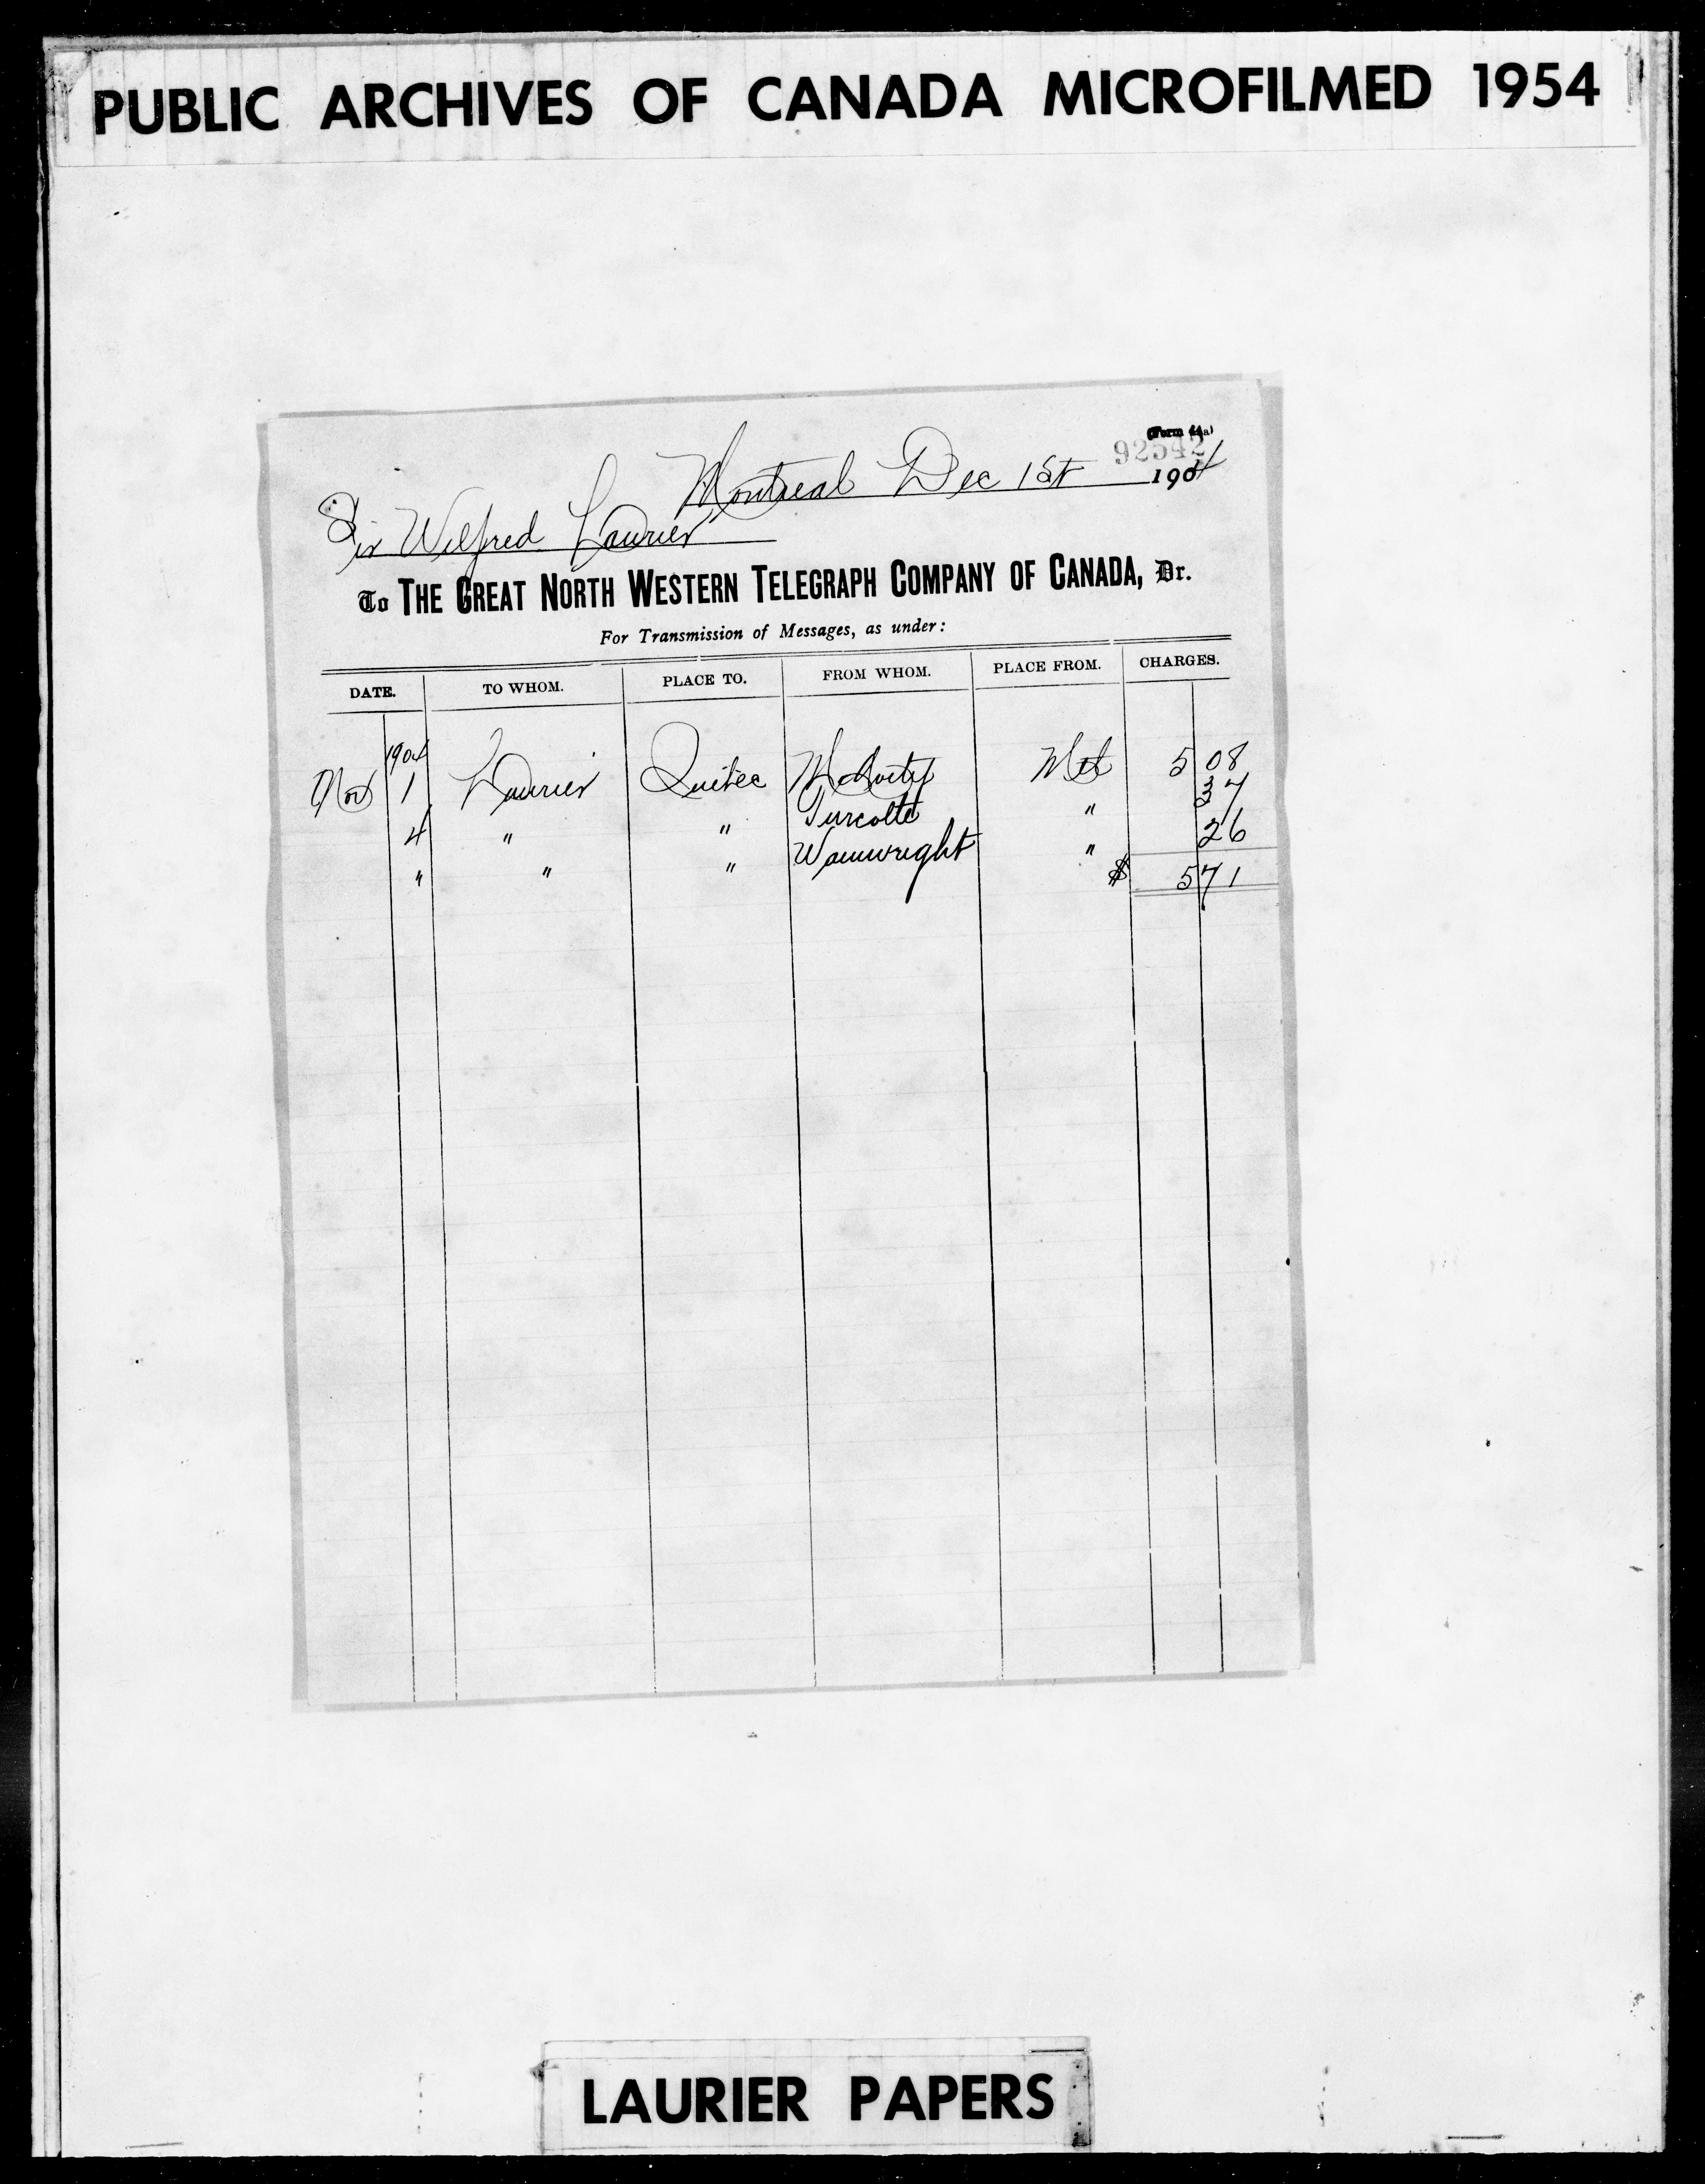 PUBLIC ARCHIVES OF CANADA MICROFILMED 1954
(Form 44a)
92542
Montreal Dec 1st 1904
Sir Wilfred Laurier
To THE GREAT NORTH WESTERN TELEGRAPH COMPANY OF CANADA, Dr.
For Transmission of Messages, as under:
DATE. TO WHOM. PLACE TO. FROM WHOM. PLACE FROM. CHARGES.
1904
Nov 1 Laurier Quebec Mtl 5 08
4 " " Turcotte " 37
" " " Wainwright " 26
$ 5 71
LAURIER PAPERS